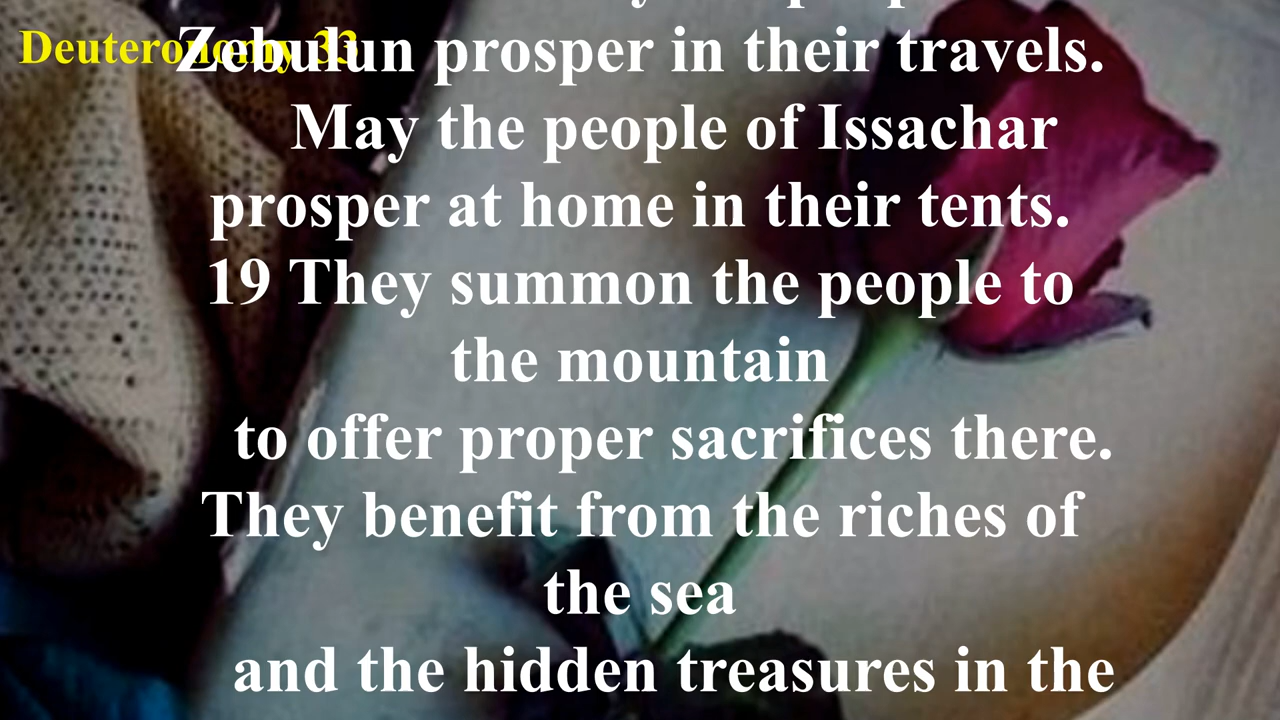 Deuteronomy 33
Zebulun prosper in their travels.
May the people of Issachar
prosper at home in their tents.
19 They summon the people to
the mountain
to offer proper sacrifices there.
They benefit from the riches of
the sea
and the hidden treasures in the